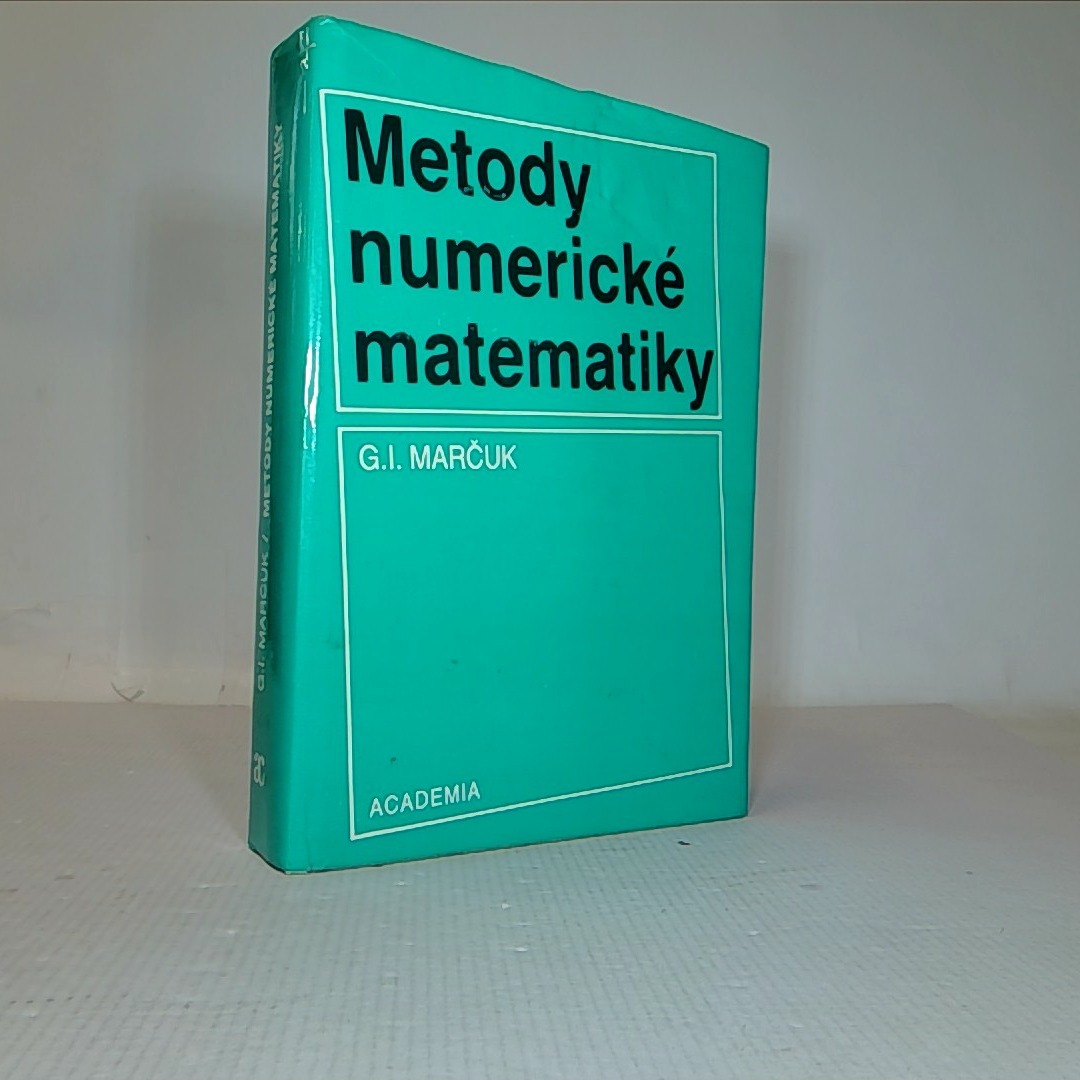 Metody
numerické
matematiky
G.I. MARČUK
ACADEMIA
G.I. MARČUK / METODY NUMERICKÉ MATEMATIKY